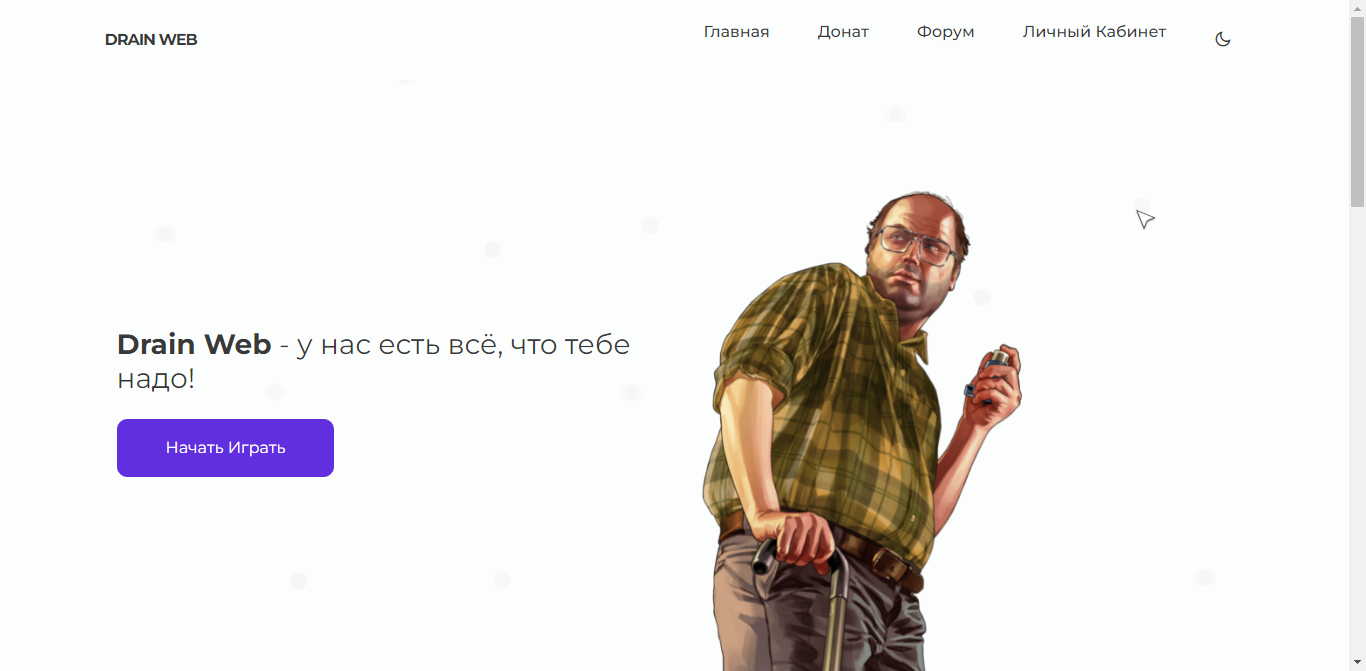 DRAIN WEB
Главная Донат Форум Личный Кабинет
Drain Web - у нас есть всё, что тебе
надо!
Начать Играть